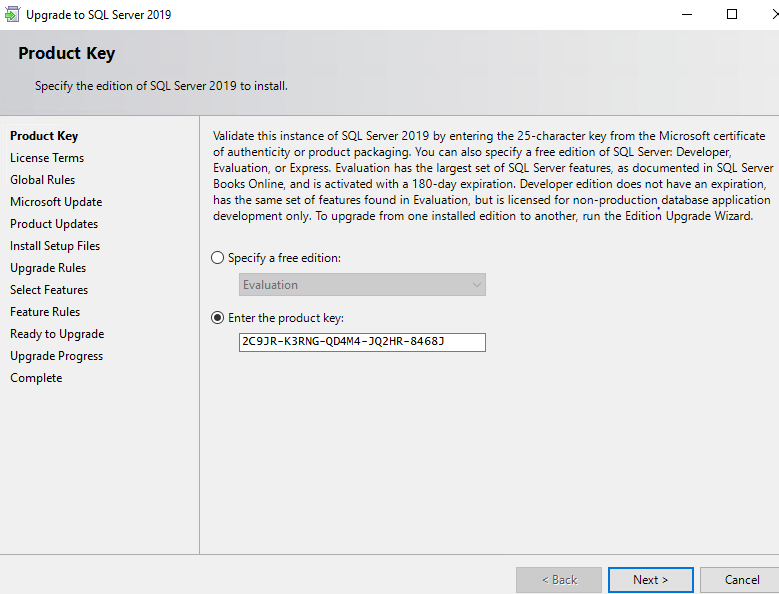 Upgrade to SQL Server 2019
Product Key
Specify the edition of SQL Server 2019 to install.
Product Key
License Terms
Global Rules
Microsoft Update
Product Updates
Install Setup Files
Upgrade Rules
Select Features
Feature Rules
Ready to Upgrade
Upgrade Progress
Complete
Validate this instance of SQL Server 2019 by entering the 25-character key from the Microsoft certificate
of authenticity or product packaging. You can also specify a free edition of SQL Server: Developer,
Evaluation, or Express. Evaluation has the largest set of SQL Server features, as documented in SQL Server
Books Online, and is activated with a 180-day expiration. Developer edition does not have an expiration,
has the same set of features found in Evaluation, but is licensed for non-production database application
development only. To upgrade from one installed edition to another, run the Edition Upgrade Wizard.
Specify a free edition:
Evaluation
Enter the product key:
2C9JR-K3RNG-QD4M4-JQ2HR-8468J
< Back
Next >
Cancel